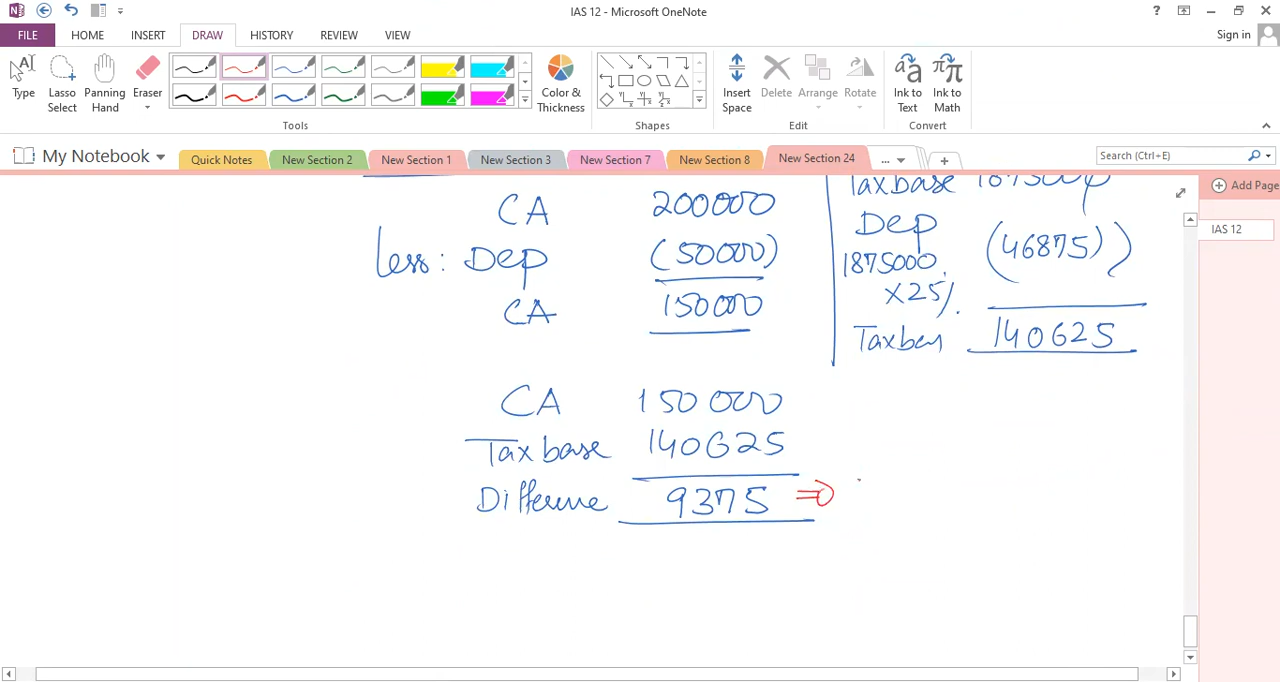 IAS 12 - Microsoft OneNote
?
FILE HOME INSERT DRAW HISTORY REVIEW VIEW
Sign in
Type
Lasso Select
Panning Hand
Eraser
Color & Thickness
Insert Space
Delete
Arrange
Rotate
Ink to Text
Ink to Math
Tools
Shapes
Edit
Convert
My Notebook
Quick Notes
New Section 2
New Section 1
New Section 3
New Section 7
New Section 8
New Section 24
...
Search (Ctrl+E)
Add Page
IAS 12
CA 200000
less: Dep (50000)
CA 150000
Tax base
Dep
1875000
(46875)
X25%.
140625
CA 150000
Tax base 140625
Difference 9375 ⇒